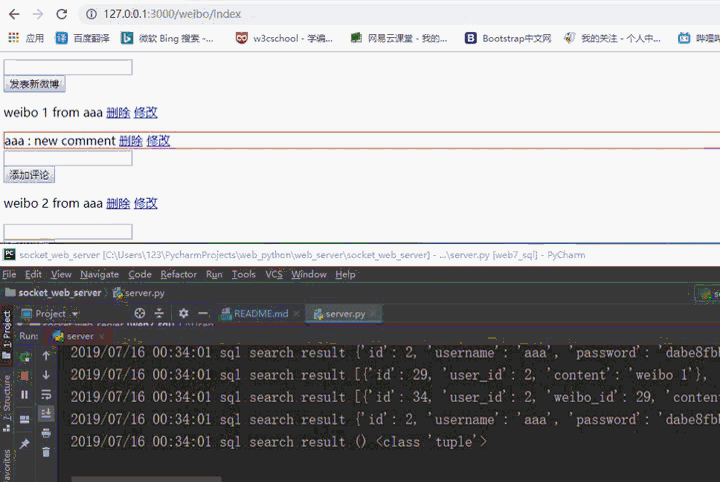 127.0.0.1:3000/weibo/index
应用 百度翻译 微软 Bing 搜索 -... w3cschool - 学编... 网易云课堂 - 我的... Bootstrap中文网 我的关注 - 个人中... 哔哩哔
发表新微博
weibo 1 from aaa 删除 修改
aaa : new comment 删除 修改
添加评论
weibo 2 from aaa 删除 修改
socket_web_server [C:\Users\123\PycharmProjects\web_python\web_server\socket_web_server] - ...\server.py [web7_sql] - PyCharm
File Edit View Navigate Code Refactor Run Tools VCS Window Help
socket_web_server server.py
Project README.md server.py
1: Project
Run: server
2019/07/16 00:34:01 sql search result {'id': 2, 'username': 'aaa', 'password': 'dabe8fb
2019/07/16 00:34:01 sql search result [{'id': 29, 'user_id': 2, 'content': 'weibo 1'},
2019/07/16 00:34:01 sql search result [{'id': 34, 'user_id': 2, 'weibo_id': 29, 'conten
2019/07/16 00:34:01 sql search result {'id': 2, 'username': 'aaa', 'password': 'dabe8fb
2019/07/16 00:34:01 sql search result () <class 'tuple'>
Structure
avorites